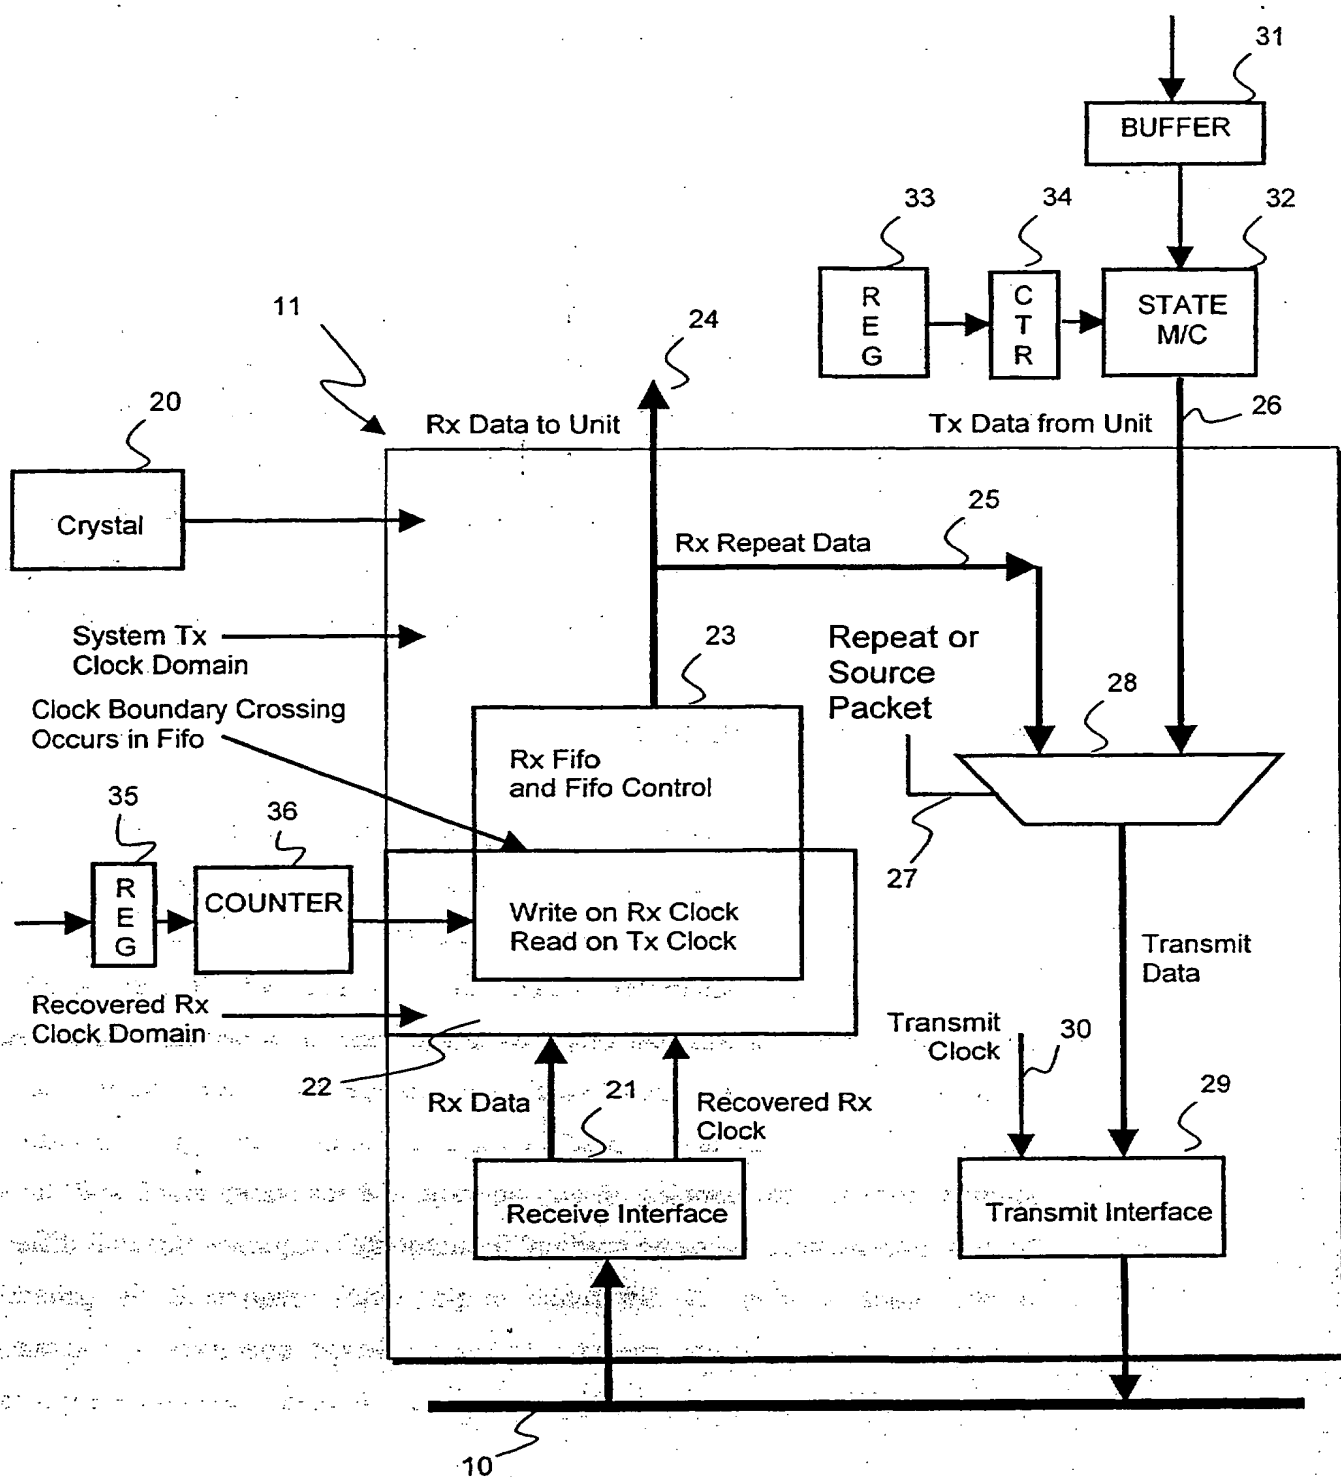 31
BUFFER
33
34
32
R
E
G
C
T
R
STATE
M/C
11
24
20
Rx Data to Unit
Tx Data from Unit
26
Crystal
25
Rx Repeat Data
System Tx
Clock Domain
23
Repeat or
Source
Packet
28
Clock Boundary Crossing
Occurs in Fifo
Rx Fifo
and Fifo Control
35
36
27
R
E
G
COUNTER
Write on Rx Clock
Read on Tx Clock
Transmit
Data
Recovered Rx
Clock Domain
Transmit
Clock
30
22
Rx Data
21
Recovered Rx
Clock
29
Receive Interface
Transmit Interface
10